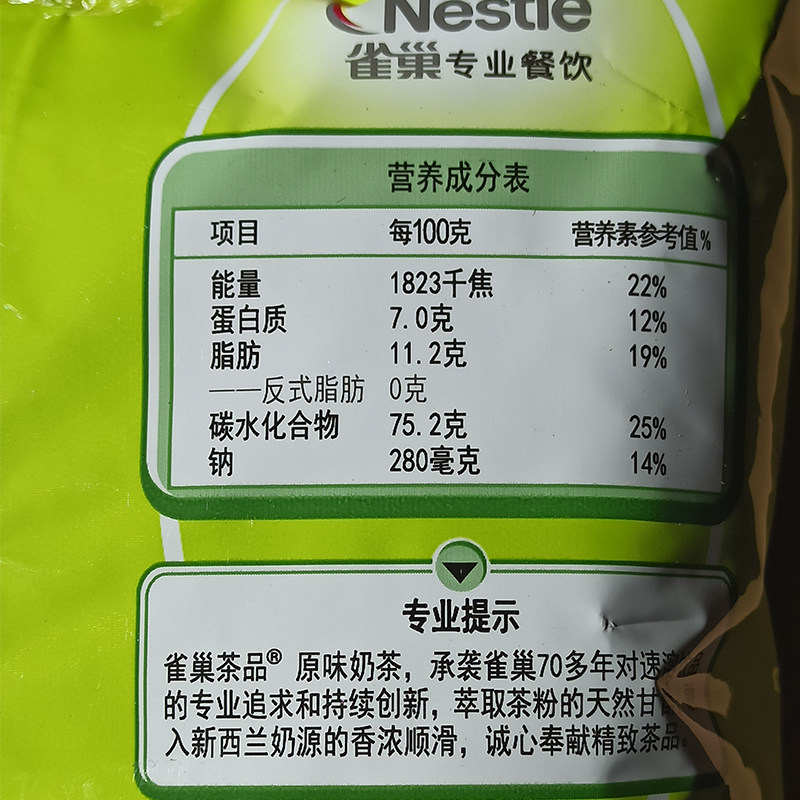 Nestlé
雀巢专业餐饮
营养成分表
项目 每100克 营养素参考值%
能量 1823千焦 22%
蛋白质 7.0克 12%
脂肪 11.2克 19%
——反式脂肪 0克
碳水化合物 75.2克 25%
钠 280毫克 14%
专业提示
雀巢茶品® 原味奶茶，承袭雀巢70多年对速
的专业追求和持续创新，萃取茶粉的天然甘
入新西兰奶源的香浓顺滑，诚心奉献精致茶品。